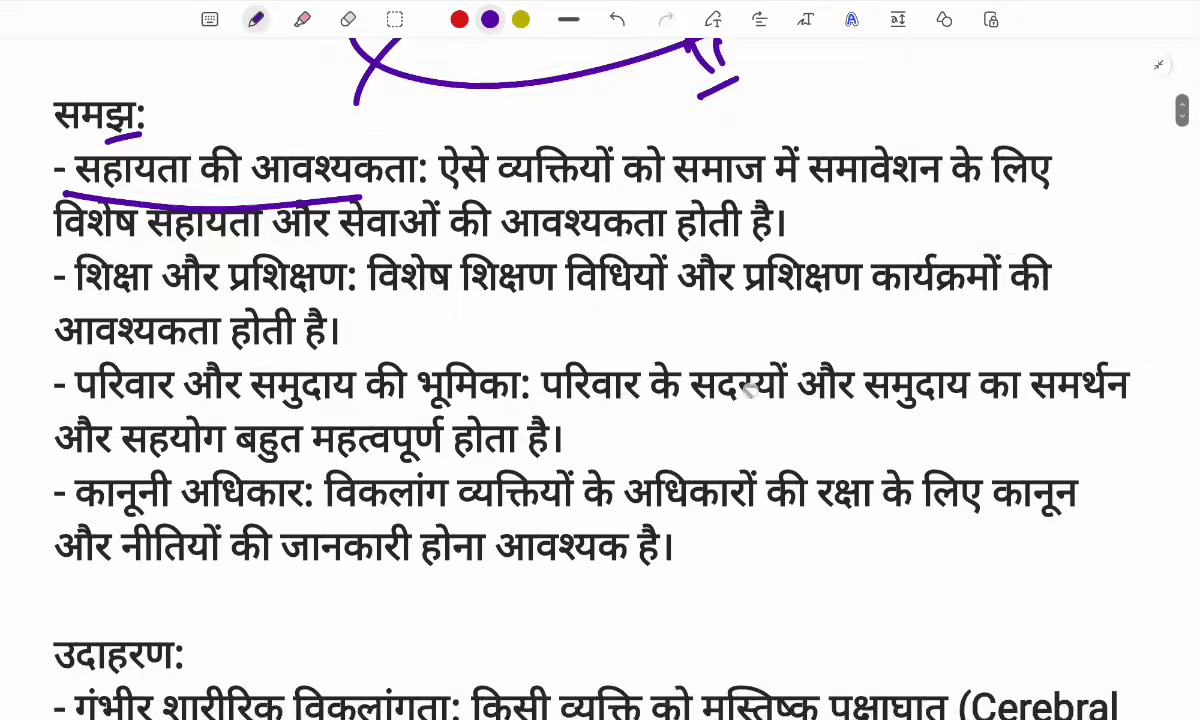 समझ:
- सहायता की आवश्यकता: ऐसे व्यक्तियों को समाज में समावेशन के लिए
विशेष सहायता और सेवाओं की आवश्यकता होती है।
- शिक्षा और प्रशिक्षण: विशेष शिक्षण विधियों और प्रशिक्षण कार्यक्रमों की
आवश्यकता होती है।
- परिवार और समुदाय की भूमिका: परिवार के सदस्यों और समुदाय का समर्थन
और सहयोग बहुत महत्वपूर्ण होता है।
- कानूनी अधिकार: विकलांग व्यक्तियों के अधिकारों की रक्षा के लिए कानून
और नीतियों की जानकारी होना आवश्यक है।
उदाहरण:
- गंभीर शारीरिक विकलांगता: किसी व्यक्ति को मस्तिष्क पक्षाघात (Cerebral